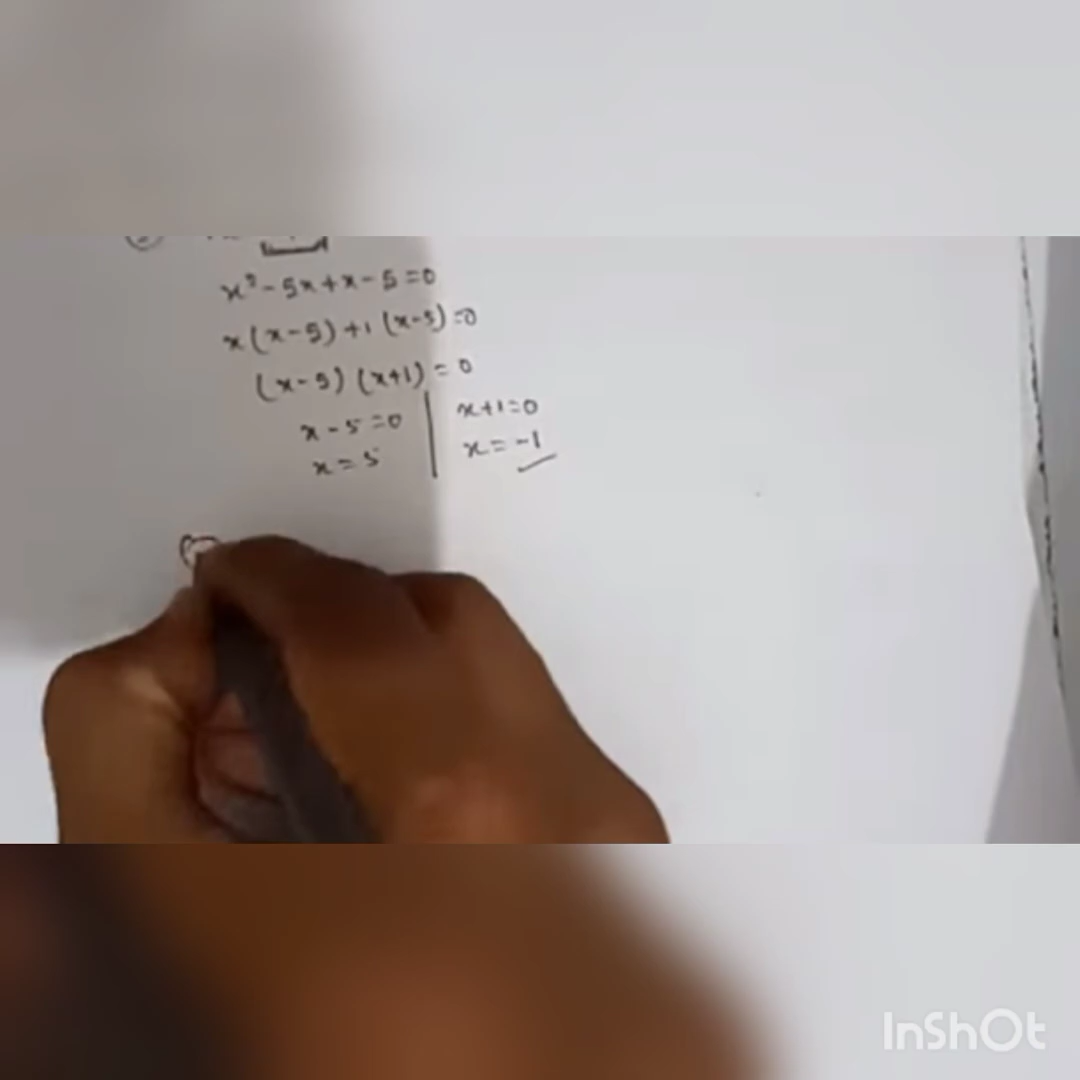 x² - 5x + x - 5 = 0
x(x-5) + 1(x-5) = 0
(x-5) (x+1) = 0
x - 5 = 0
x = 5
x+1=0
x = -1
InShOt